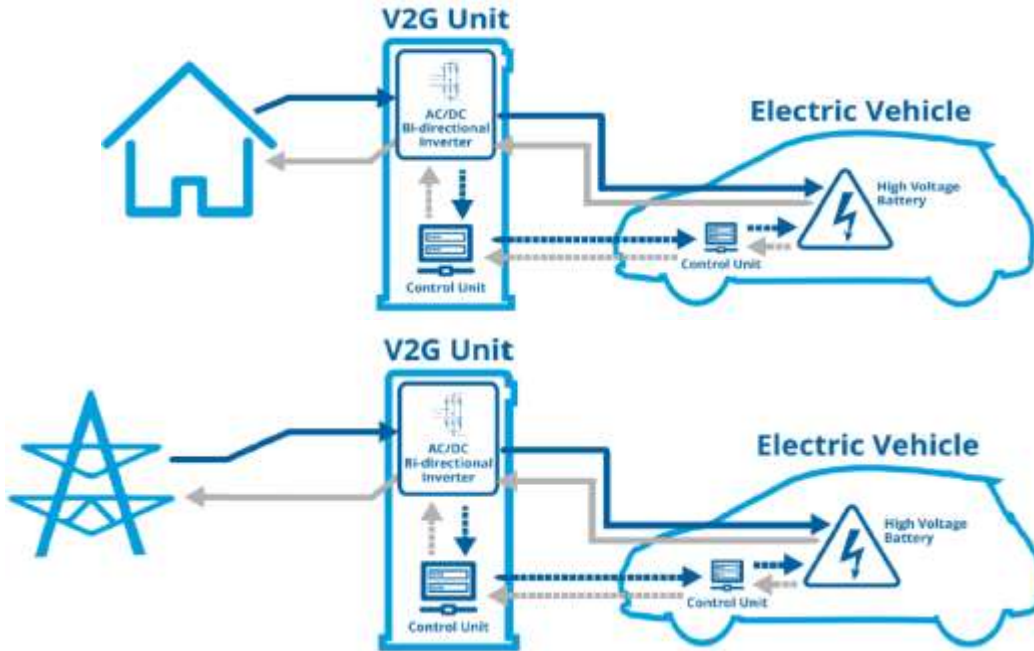 V2G Unit
AC/DC
Bi-directional
Inverter
Control Unit
Electric Vehicle
High Voltage
Battery
Control Unit
V2G Unit
AC/DC
Bi-directional
Inverter
Control Unit
Electric Vehicle
High Voltage
Battery
Control Unit